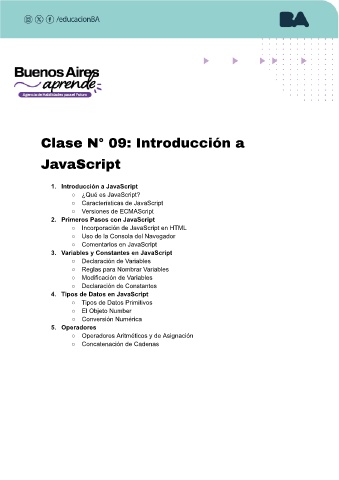 /educacionBA
BA
Buenos Aires
aprende
Agencia de Habilidades para el Futuro
Clase N° 09: Introducción a
JavaScript
1. Introducción a JavaScript
○ ¿Qué es JavaScript?
○ Características de JavaScript
○ Versiones de ECMAScript
2. Primeros Pasos con JavaScript
○ Incorporación de JavaScript en HTML
○ Uso de la Consola del Navegador
○ Comentarios en JavaScript
3. Variables y Constantes en JavaScript
○ Declaración de Variables
○ Reglas para Nombrar Variables
○ Modificación de Variables
○ Declaración de Constantes
4. Tipos de Datos en JavaScript
○ Tipos de Datos Primitivos
○ El Objeto Number
○ Conversión Numérica
5. Operadores
○ Operadores Aritméticos y de Asignación
○ Concatenación de Cadenas